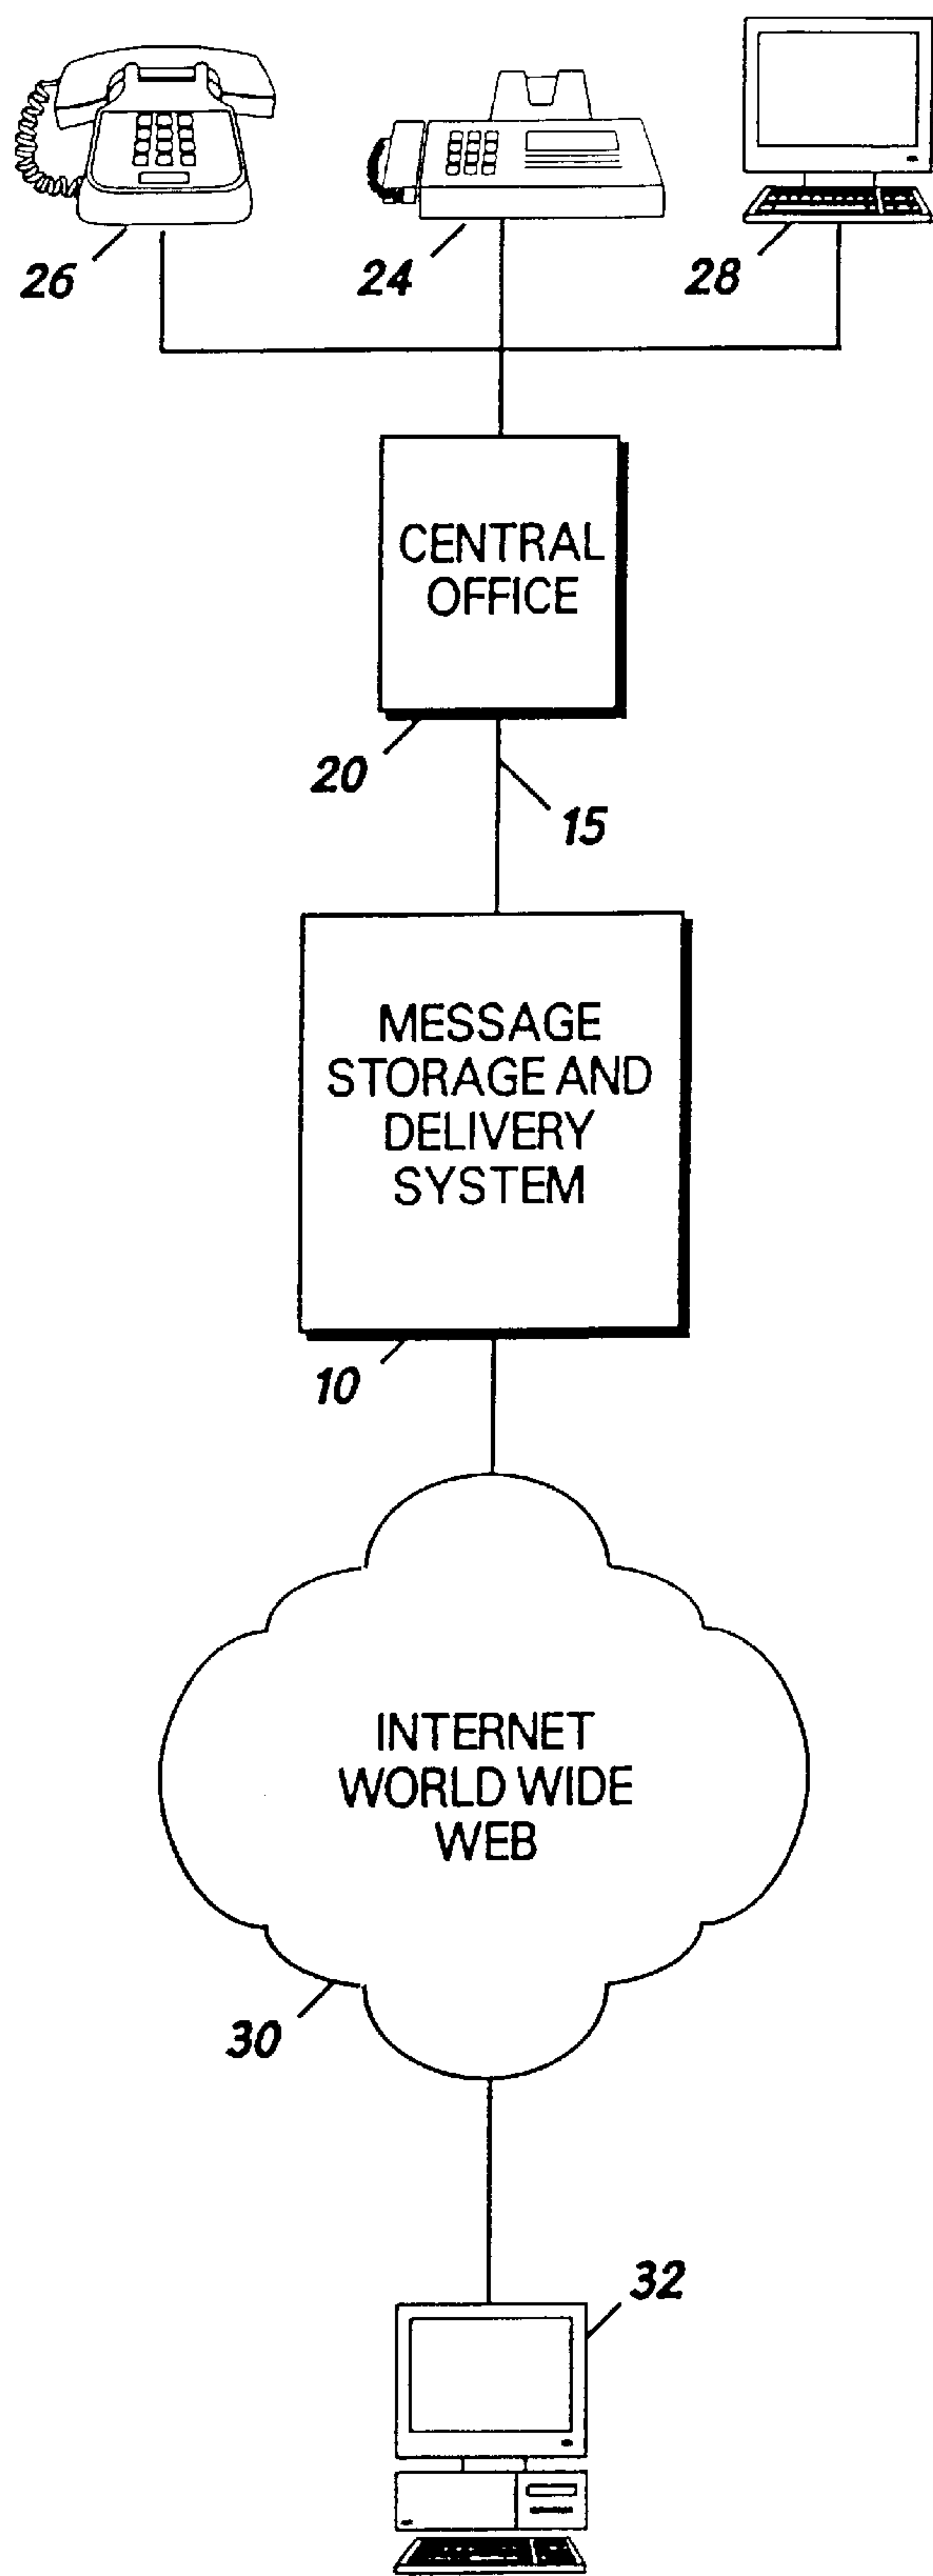 26
24
28
CENTRAL
OFFICE
20
15
MESSAGE
STORAGE AND
DELIVERY
SYSTEM
10
INTERNET
WORLD WIDE
WEB
30
32